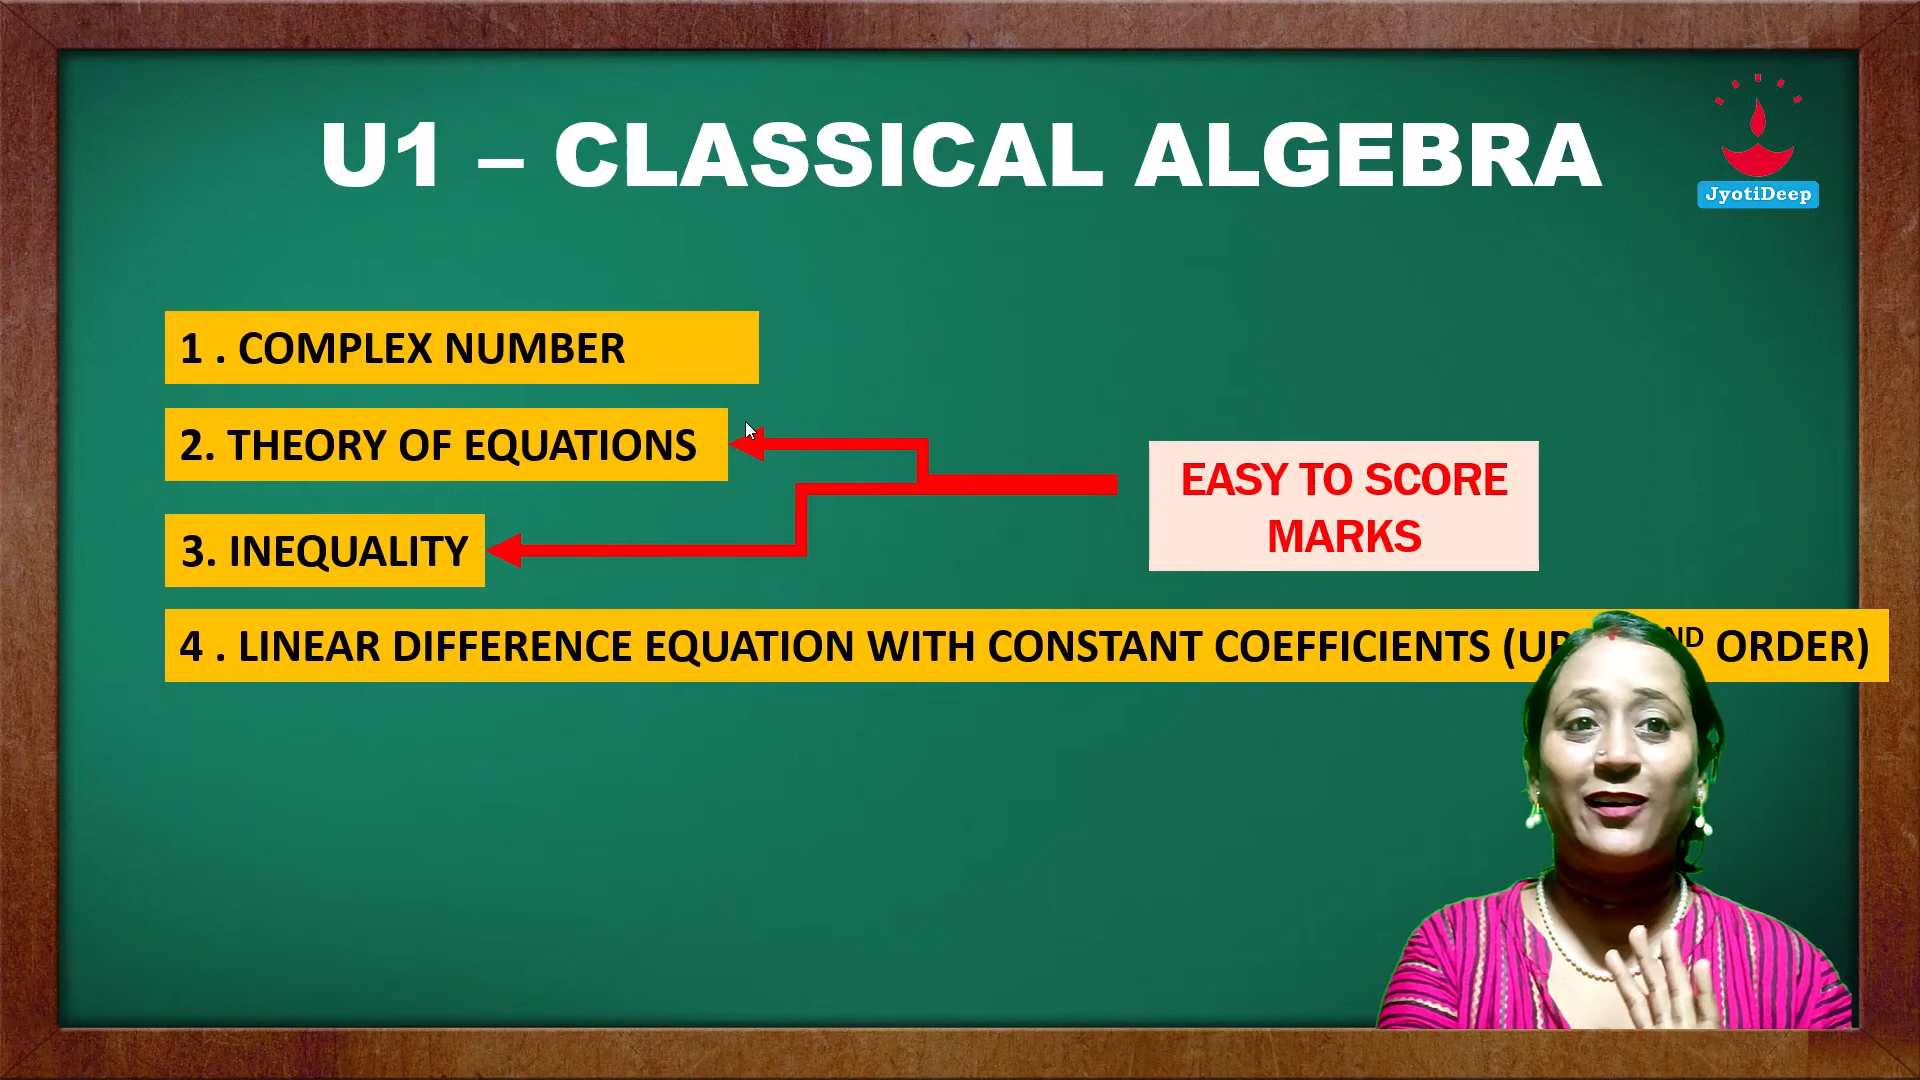 U1 – CLASSICAL ALGEBRA
JyotiDeep
1 . COMPLEX NUMBER
2. THEORY OF EQUATIONS
EASY TO SCORE
MARKS
3. INEQUALITY
4 . LINEAR DIFFERENCE EQUATION WITH CONSTANT COEFFICIENTS ORDER)